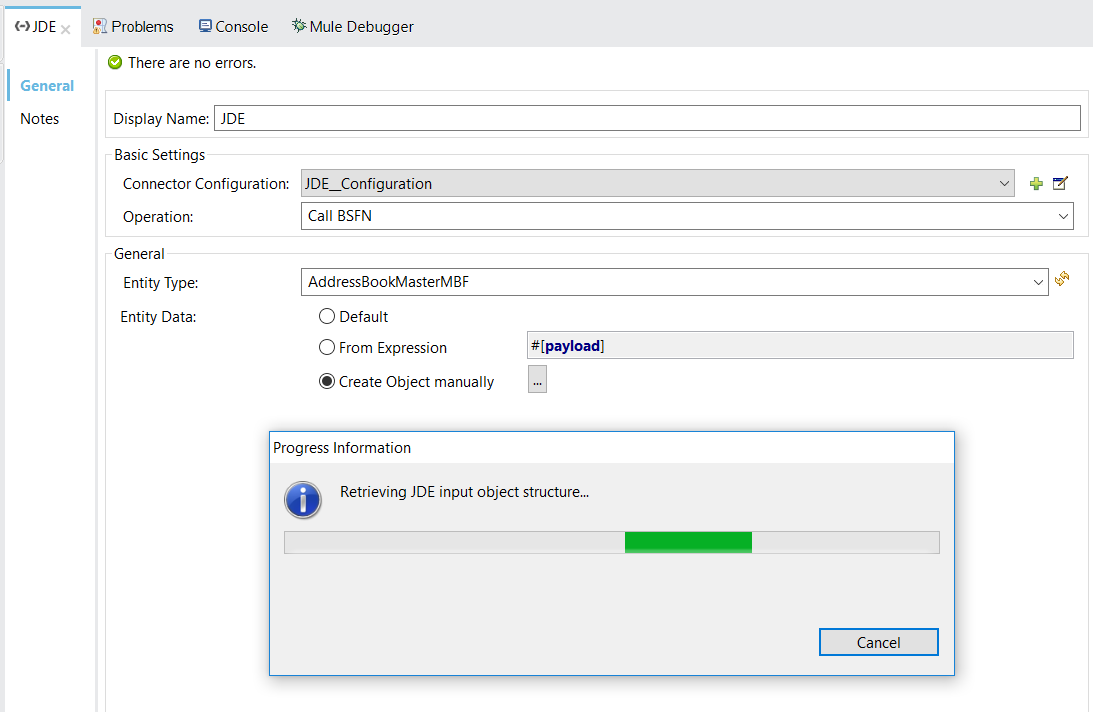 JDE Problems Console Mule Debugger
There are no errors.
General
Notes
Display Name: JDE
Basic Settings
Connector Configuration: JDE__Configuration
Operation: Call BSFN
General
Entity Type: AddressBookMasterMBF
Entity Data: Default
From Expression #[payload]
Create Object manually ...
Progress Information
Retrieving JDE input object structure...
Cancel